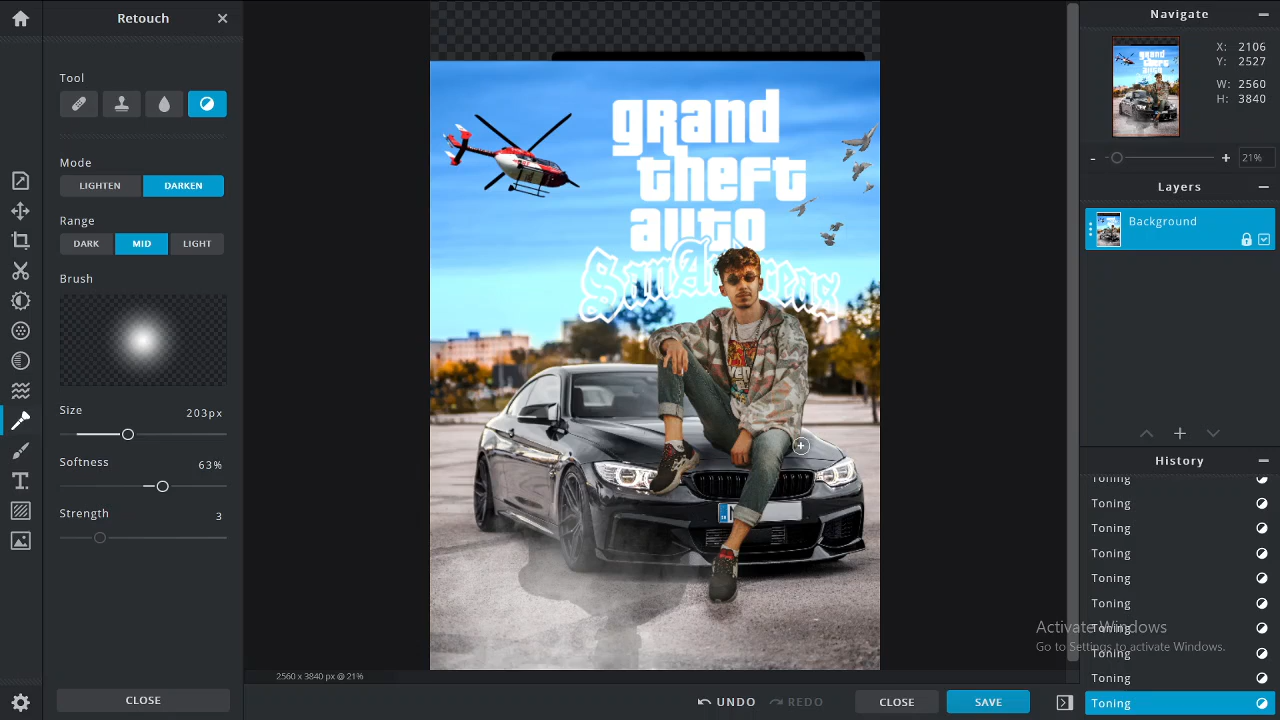 Retouch
Tool
Mode
LIGHTEN
DARKEN
Range
DARK
MID
LIGHT
Brush
Size
203px
Softness
63%
Strength
3
CLOSE
grand
theft
auto
2560 x 3840 px @ 21%
UNDO
REDO
CLOSE
SAVE
Navigate
X: 2106
Y: 2527
W: 2560
H: 3840
21%
Layers
Background
History
Toning
Toning
Toning
Toning
Toning
Toning
Toning
Toning
Toning
Toning
Activate Windows
Go to Settings to activate Windows.